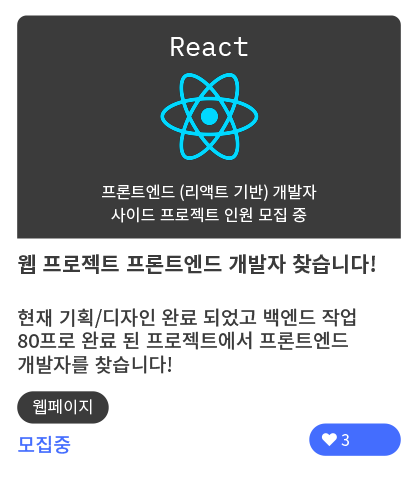 React
프론트엔드 (리액트 기반) 개발자
사이드 프로젝트 인원 모집 중
웹 프로젝트 프론트엔드 개발자 찾습니다!
현재 기획/디자인 완료 되었고 백엔드 작업
80프로 완료 된 프로젝트에서 프론트엔드
개발자를 찾습니다!
웹페이지
모집중
3